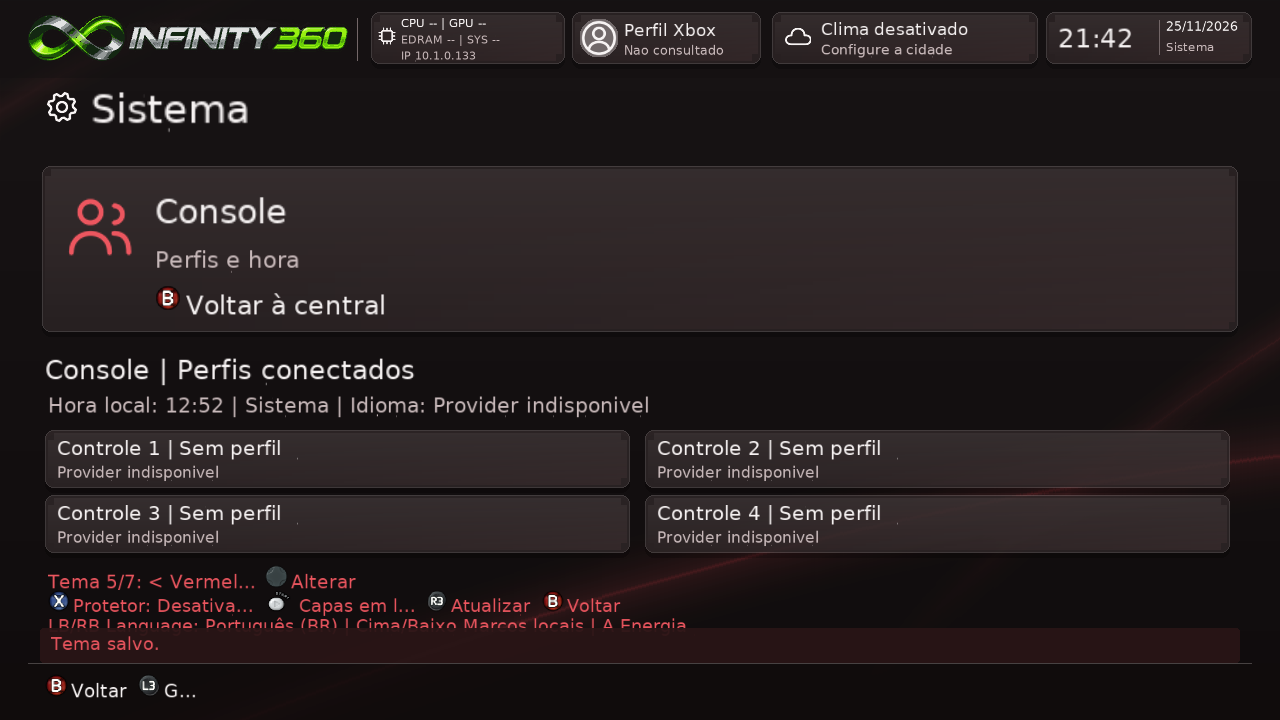 INFINITY 360
CPU -- | GPU --
EDRAM -- | SYS --
IP 10.1.0.133
Perfil Xbox
Nao consultado
Clima desativado
Configure a cidade
21:42
25/11/2026
Sistema
Sistema
Console
Perfis e hora
B Voltar à central
Console | Perfis conectados
Hora local: 12:52 | Sistema | Idioma: Provider indisponivel
Controle 1 | Sem perfil
Provider indisponivel
Controle 2 | Sem perfil
Provider indisponivel
Controle 3 | Sem perfil
Provider indisponivel
Controle 4 | Sem perfil
Provider indisponivel
Tema 5/7: < Vermel... Alterar
X Protetor: Desativa... Capas em l... R3 Atualizar B Voltar
LB/RB Language: Português (BR) | Cima/Baixo Marcos locais | A Energia
Tema salvo.
B Voltar L3 G...